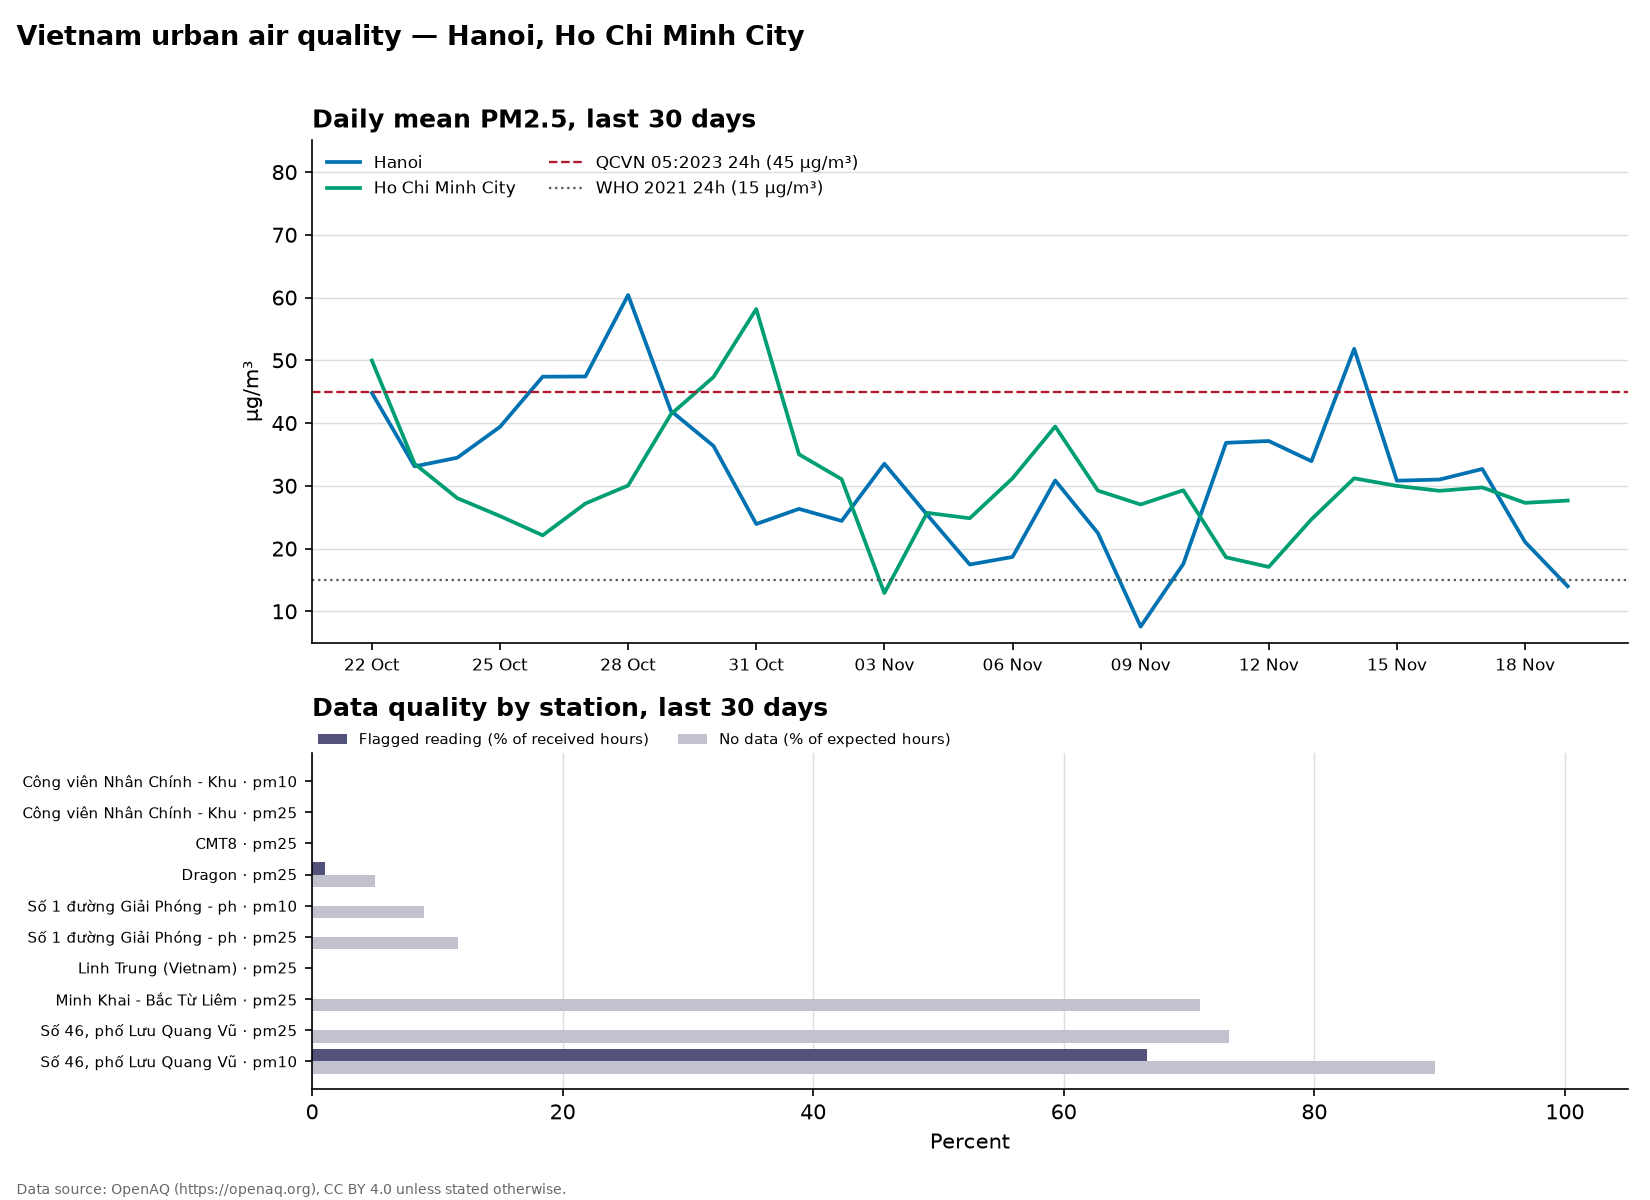 Vietnam urban air quality — Hanoi, Ho Chi Minh City
Daily mean PM2.5, last 30 days
Hanoi
Ho Chi Minh City
QCVN 05:2023 24h (45 µg/m³)
WHO 2021 24h (15 µg/m³)
µg/m³
80
70
60
50
40
30
20
10
22 Oct 25 Oct 28 Oct 31 Oct 03 Nov 06 Nov 09 Nov 12 Nov 15 Nov 18 Nov
Data quality by station, last 30 days
Flagged reading (% of received hours) No data (% of expected hours)
Công viên Nhân Chính - Khu · pm10
Công viên Nhân Chính - Khu · pm25
CMT8 · pm25
Dragon · pm25
Số 1 đường Giải Phóng - ph · pm10
Số 1 đường Giải Phóng - ph · pm25
Linh Trung (Vietnam) · pm25
Minh Khai - Bắc Từ Liêm · pm25
Số 46, phố Lưu Quang Vũ · pm25
Số 46, phố Lưu Quang Vũ · pm10
0 20 40 60 80 100
Percent
Data source: OpenAQ (https://openaq.org), CC BY 4.0 unless stated otherwise.